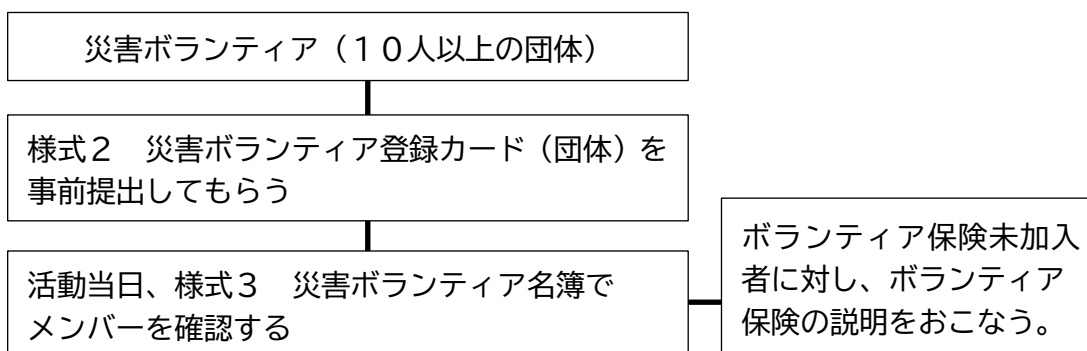 災害ボランティア（１０人以上の団体）
様式２　災害ボランティア登録カード（団体）を
事前提出してもらう
活動当日、様式３　災害ボランティア名簿で
メンバーを確認する
ボランティア保険未加入
者に対し、ボランティア
保険の説明をおこなう。